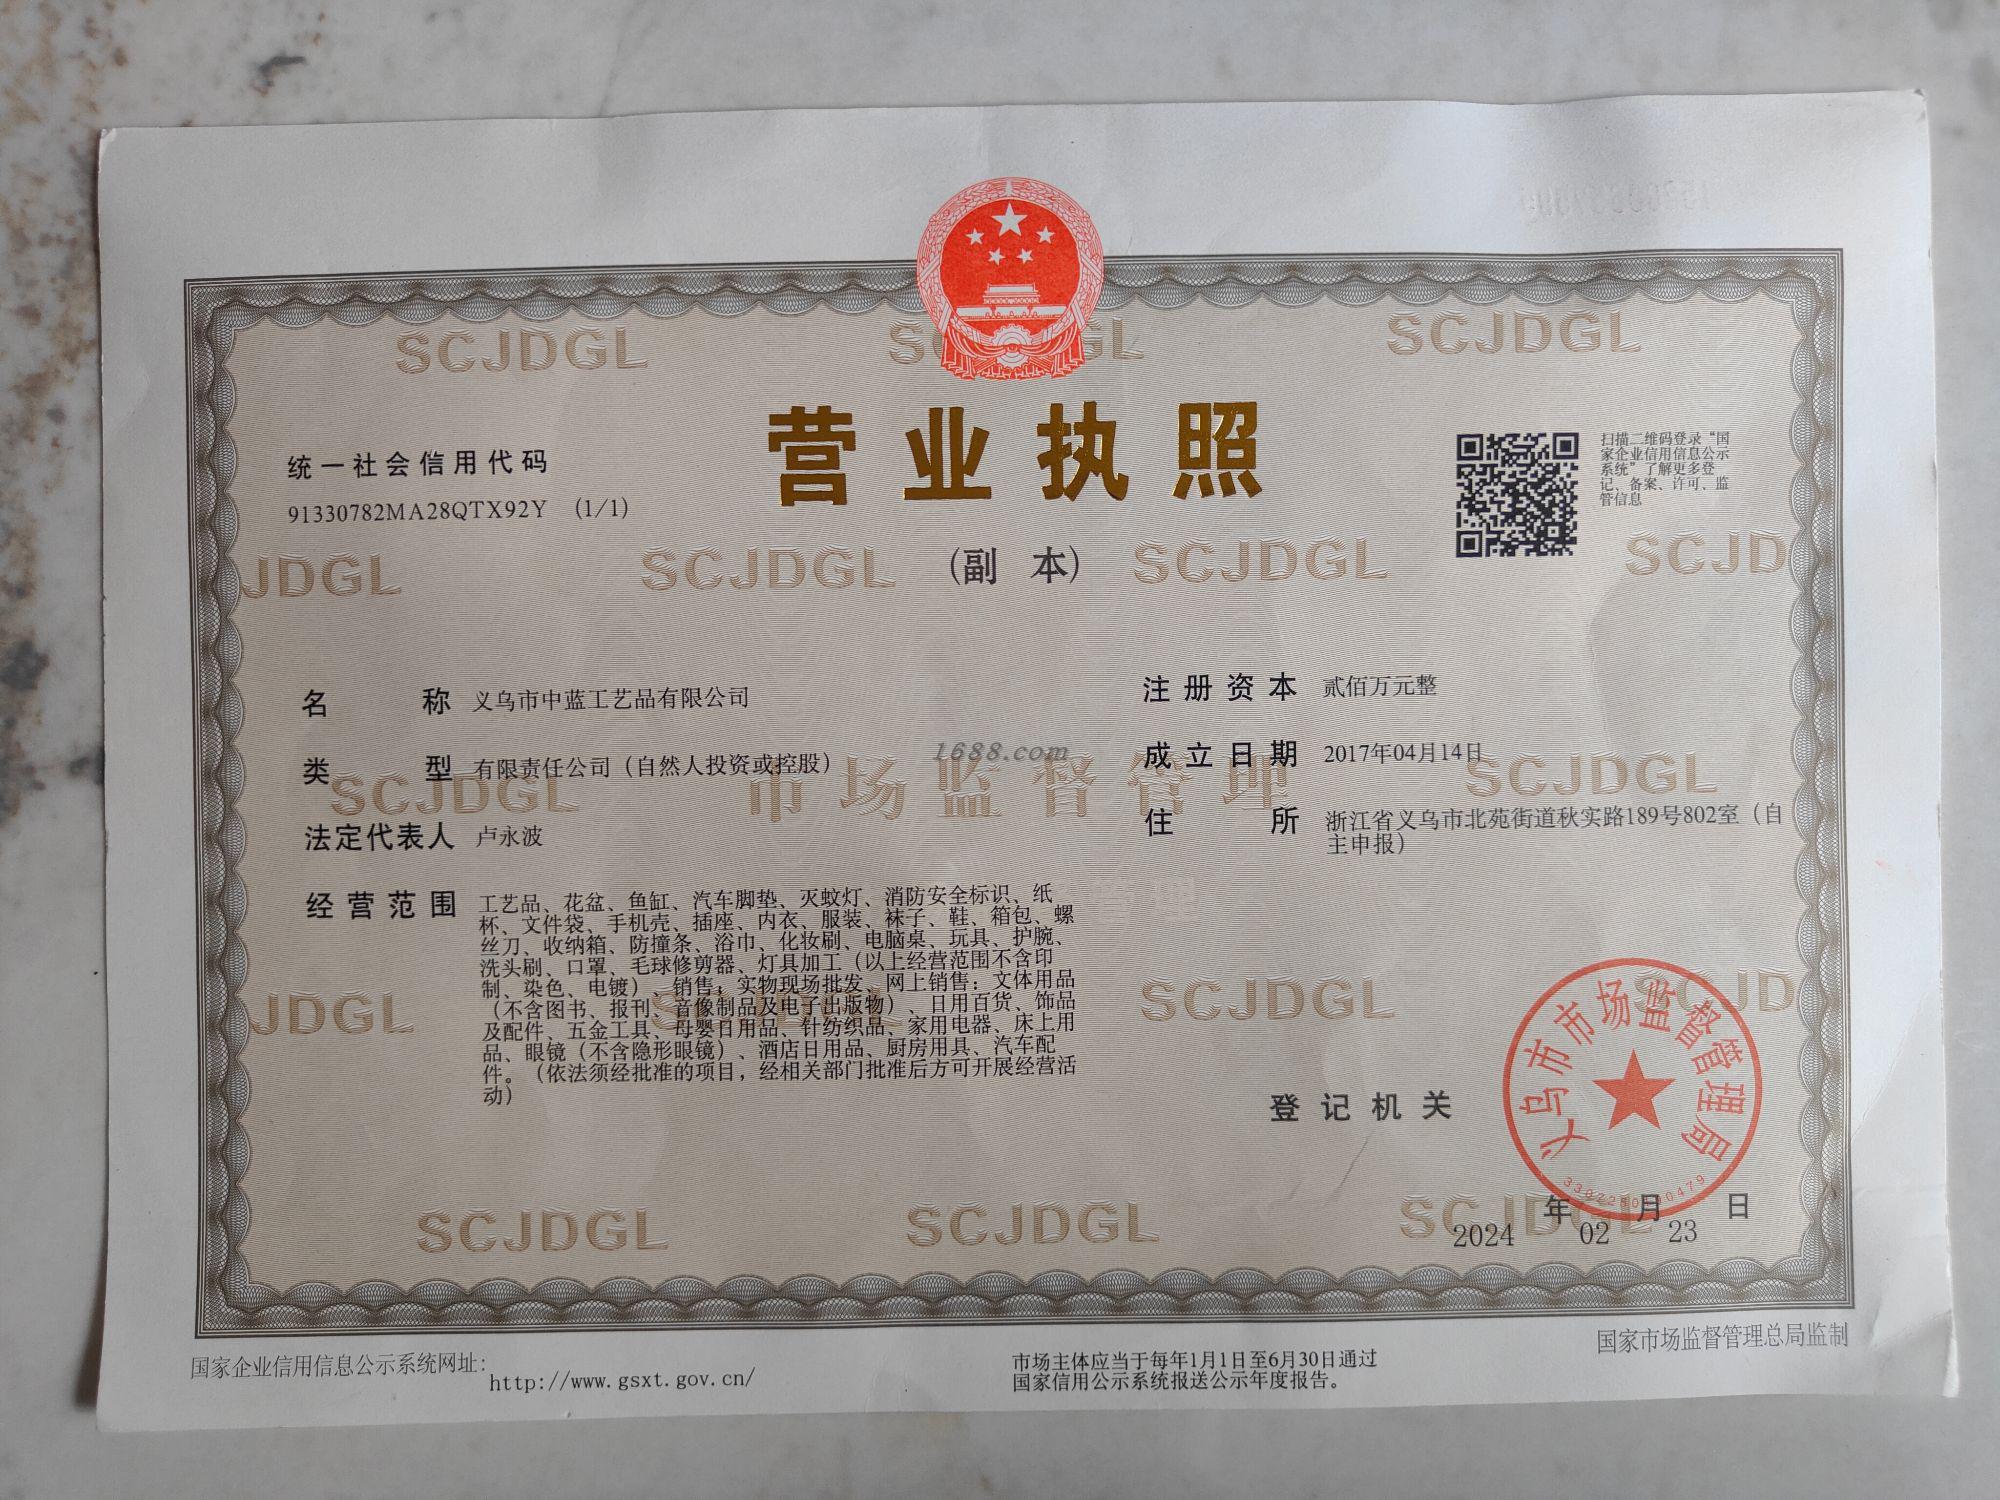 营业执照
(副 本)
统一社会信用代码
91330782MA28QTX92Y (1/1)
扫描二维码登录“国
家企业信用信息公示
系统”了解更多登
记、备案、许可、监
管信息
名 称 义乌市中蓝工艺品有限公司
类 型 有限责任公司（自然人投资或控股）
法定代表人 卢永波
经营范围 工艺品、花盆、鱼缸、汽车脚垫、灭蚊灯、消防安全标识、纸
杯、文件袋、手机壳、插座、内衣、服装、袜子、鞋、箱包、螺
丝刀、收纳箱、防撞条、浴巾、化妆刷、电脑桌、玩具、护腕、
洗头刷、口罩、毛球修剪器、灯具加工（以上经营范围不含印
制、染色、电镀）、销售；实物现场批发、网上销售：文体用品
（不含图书、报刊、音像制品及电子出版物）、日用百货、饰品
及配件、五金工具、母婴日用品、针纺织品、家用电器、床上用
品、眼镜（不含隐形眼镜）、酒店日用品、厨房用具、汽车配
件。（依法须经批准的项目，经相关部门批准后方可开展经营活
动）
注册资本 贰佰万元整
成立日期 2017年04月14日
住 所 浙江省义乌市北苑街道秋实路189号802室（自
主申报）
1688.com
市场监督管理
SCJDGL
登记机关
义乌市市场监督管理局
2024 年 02 月 23 日
国家企业信用信息公示系统网址：
http://www.gsxt.gov.cn/
市场主体应当于每年1月1日至6月30日通过
国家信用公示系统报送公示年度报告。
国家市场监督管理总局监制